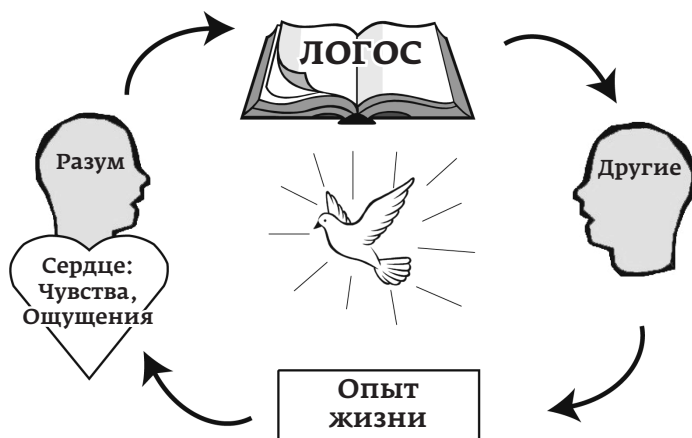 ЛОГОС
Разум
Другие
Сердце:
Чувства,
Ощущения
Опыт
жизни